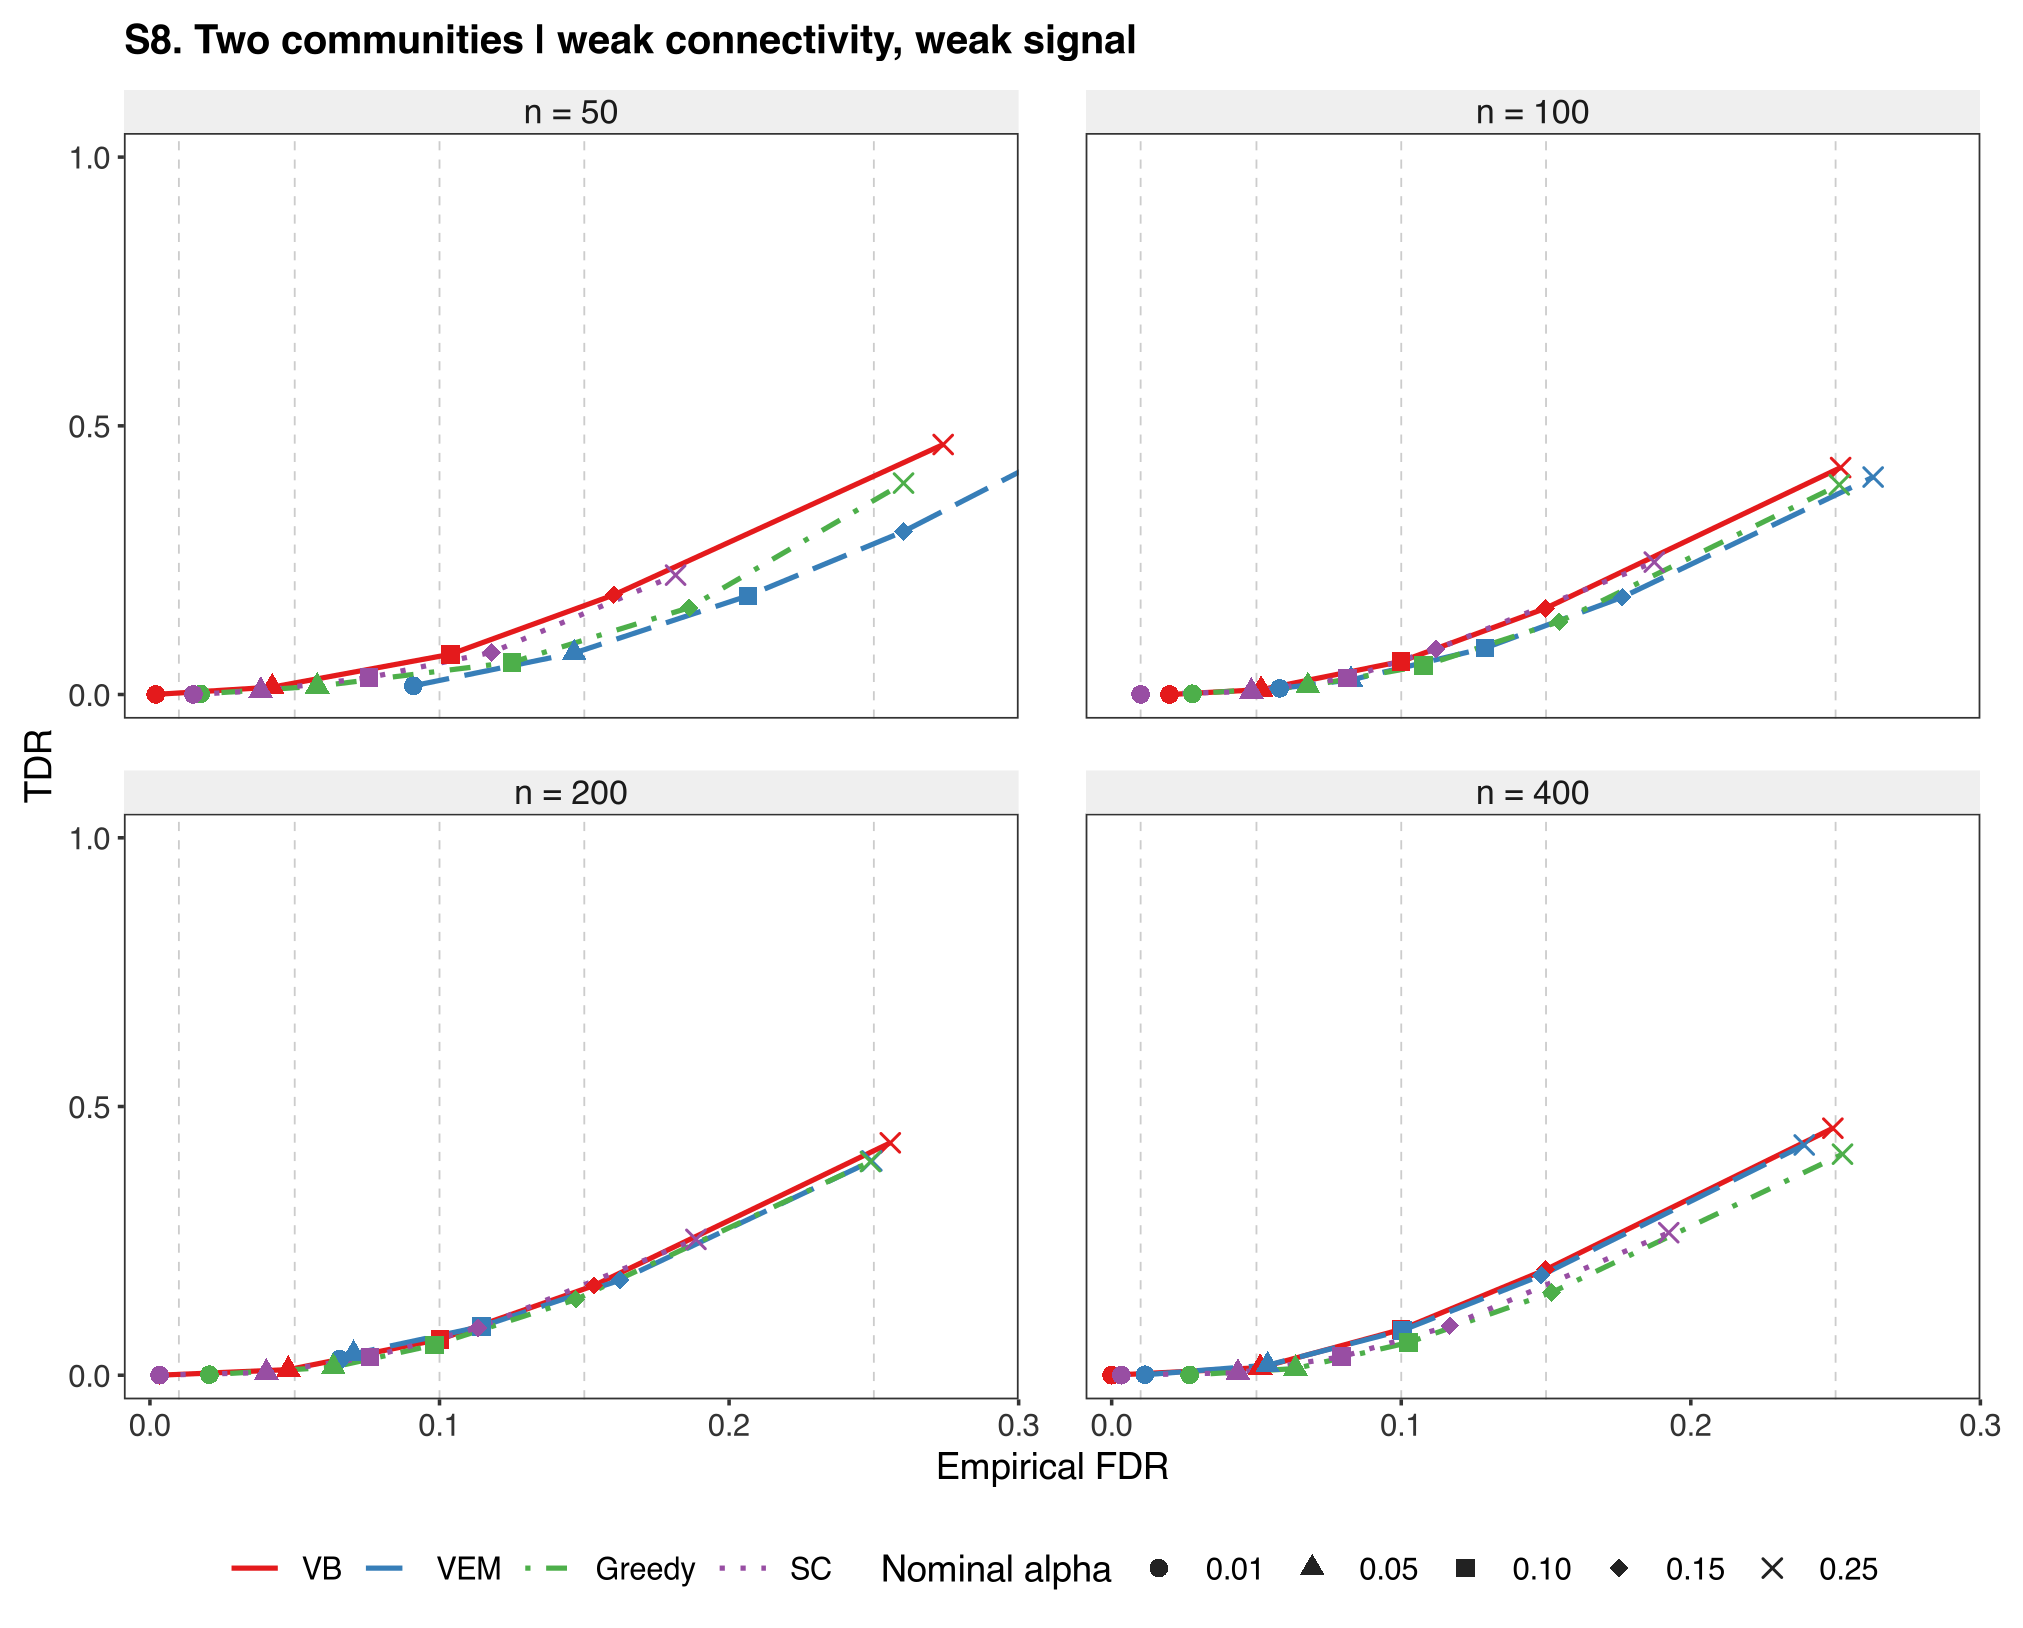 S8. Two communities | weak connectivity, weak signal
n = 50
n = 100
1.0
0.5
0.0
TDR
n = 200
n = 400
1.0
0.5
0.0
0.0 0.1 0.2 0.3 0.0 0.1 0.2 0.3
Empirical FDR
VB VEM Greedy SC Nominal alpha 0.01 0.05 0.10 0.15 0.25